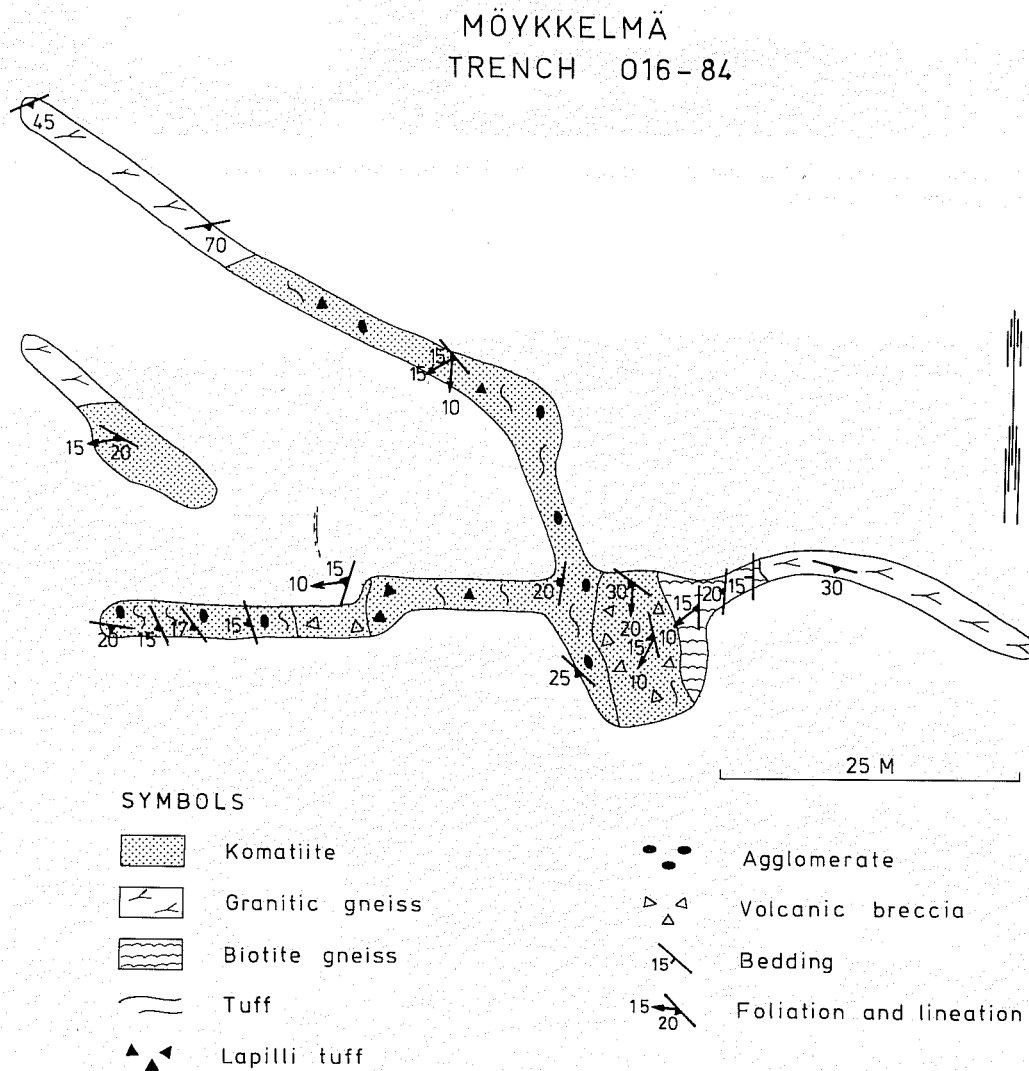 MÖYKKELMÄ
TRENCH 016-84
45
70
15
15
10
15
20
15
10
20
30
20
15
30
20
15
10
10
20
15
17
15
25
25 M
SYMBOLS
Komatiite
Granitic gneiss
Biotite gneiss
Tuff
Lapilli tuff
Agglomerate
Volcanic breccia
15
Bedding
15
20
Foliation and lineation